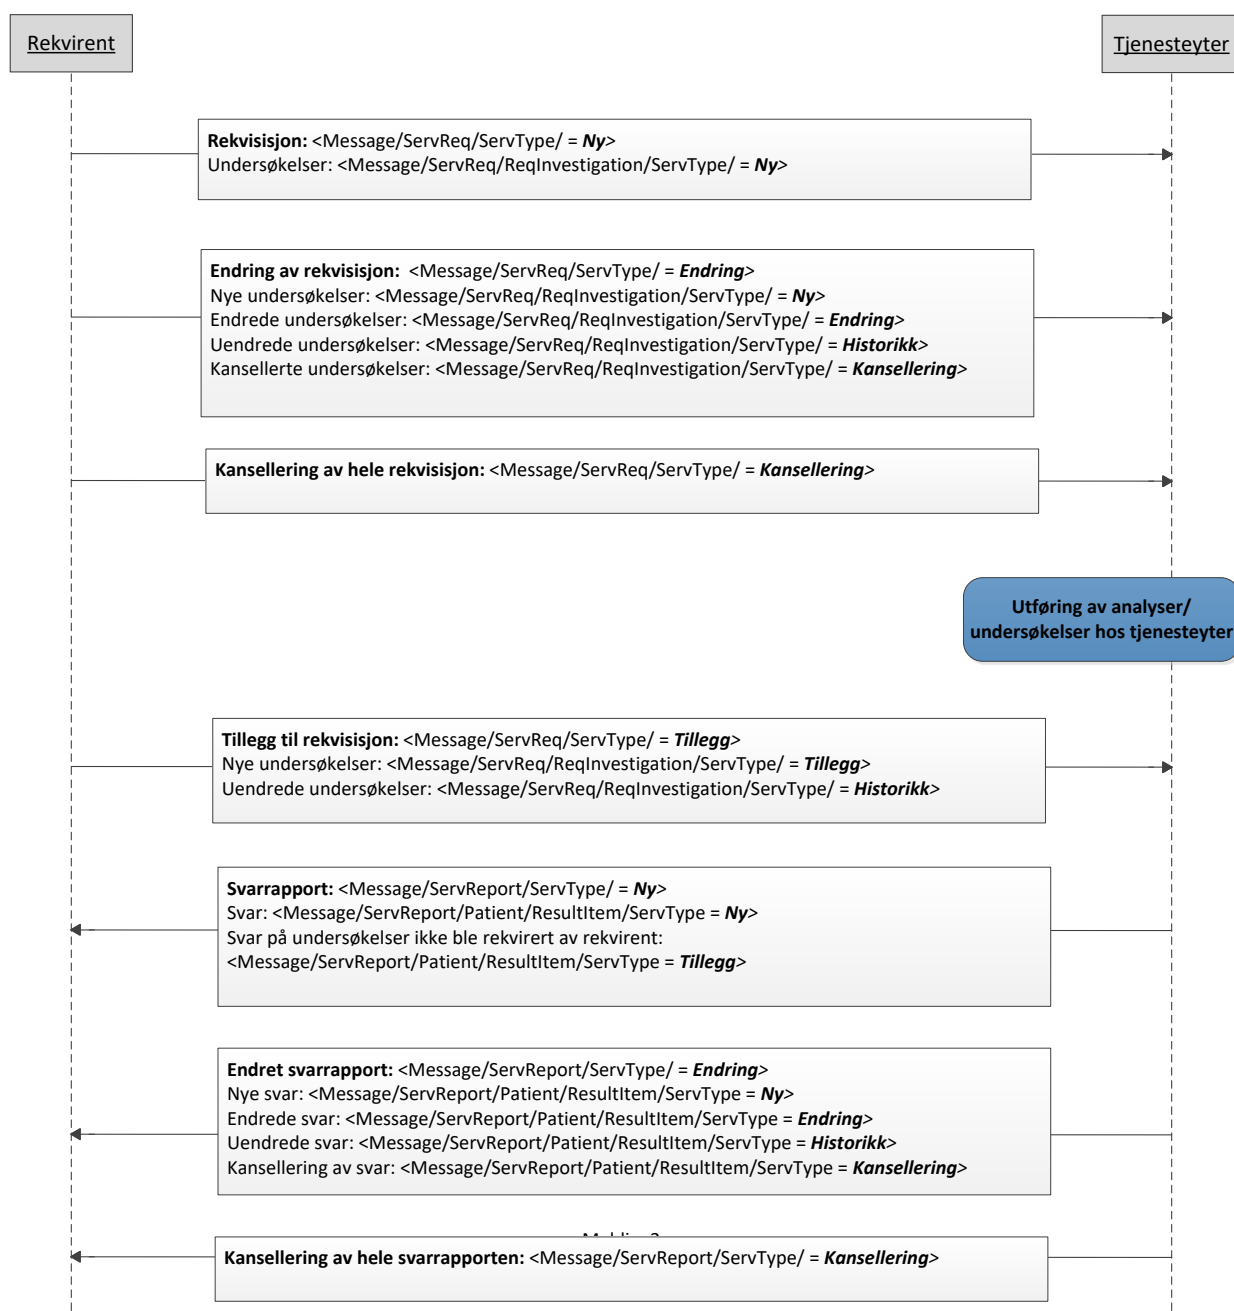 Rekvirent
Tjenesteyter
Rekvisisjon: <Message/ServReq/ServType/ = Ny>
Undersøkelser: <Message/ServReq/ReqInvestigation/ServType/ = Ny>
Endring av rekvisisjon: <Message/ServReq/ServType/ = Endring>
Nye undersøkelser: <Message/ServReq/ReqInvestigation/ServType/ = Ny>
Endrede undersøkelser: <Message/ServReq/ReqInvestigation/ServType/ = Endring>
Uendrede undersøkelser: <Message/ServReq/ReqInvestigation/ServType/ = Historikk>
Kansellerte undersøkelser: <Message/ServReq/ReqInvestigation/ServType/ = Kansellering>
Kansellering av hele rekvisisjon: <Message/ServReq/ServType/ = Kansellering>
Utføring av analyser/
undersøkelser hos tjenesteyter
Tillegg til rekvisisjon: <Message/ServReq/ServType/ = Tillegg>
Nye undersøkelser: <Message/ServReq/ReqInvestigation/ServType/ = Tillegg>
Uendrede undersøkelser: <Message/ServReq/ReqInvestigation/ServType/ = Historikk>
Svarrapport: <Message/ServReport/ServType/ = Ny>
Svar: <Message/ServReport/Patient/ResultItem/ServType = Ny>
Svar på undersøkelser ikke ble rekvirert av rekvirent:
<Message/ServReport/Patient/ResultItem/ServType = Tillegg>
Endret svarrapport: <Message/ServReport/ServType/ = Endring>
Nye svar: <Message/ServReport/Patient/ResultItem/ServType = Ny>
Endrede svar: <Message/ServReport/Patient/ResultItem/ServType = Endring>
Uendrede svar: <Message/ServReport/Patient/ResultItem/ServType = Historikk>
Kansellering av svar: <Message/ServReport/Patient/ResultItem/ServType = Kansellering>
Kansellering av hele svarrapporten: <Message/ServReport/ServType/ = Kansellering>